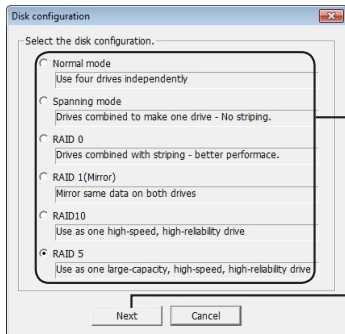 Disk configuration
Select the disk configuration.
Normal mode
Use four drives independently
Spanning mode
Drives combined to make one drive - No striping.
RAID 0
Drives combined with striping - better performace.
RAID 1(Mirror)
Mirror same data on both drives
RAID10
Use as one high-speed, high-reliability drive
RAID 5
Use as one large-capacity, high-speed, high-reliability drive
Next
Cancel